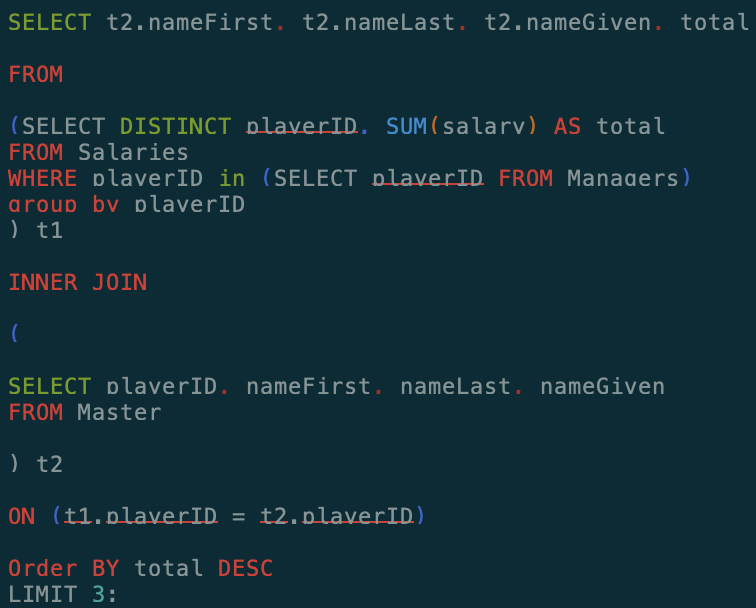 SELECT t2.nameFirst, t2.nameLast, t2.nameGiven, total
FROM
(SELECT DISTINCT playerID, SUM(salary) AS total
FROM Salaries
WHERE playerID in (SELECT playerID FROM Managers)
group by playerID
) t1
INNER JOIN
(
SELECT playerID, nameFirst, nameLast, nameGiven
FROM Master
) t2
ON (t1.playerID = t2.playerID)
Order BY total DESC
LIMIT 3;